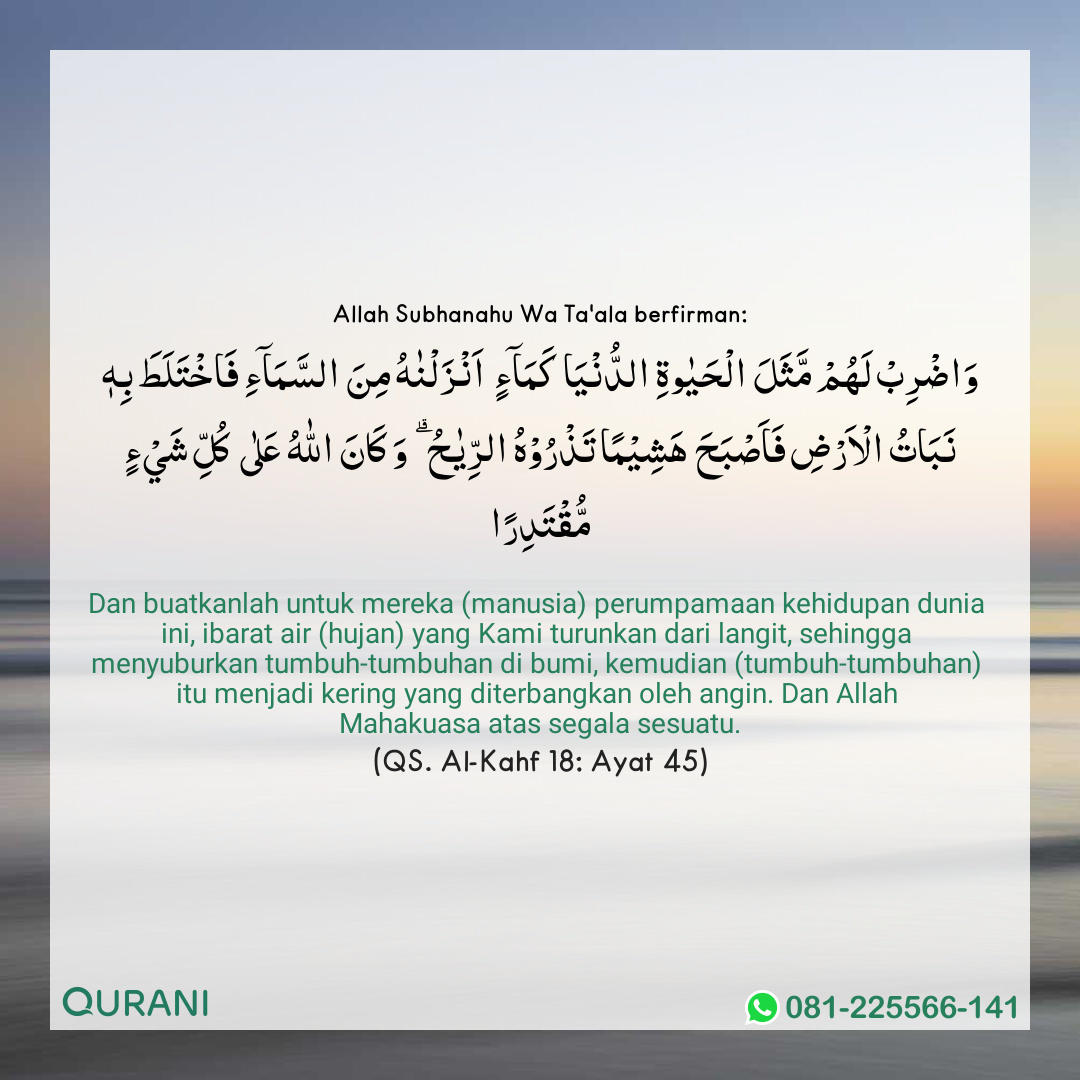 Allah Subhanahu Wa Ta'ala berfirman:
وَاضْرِبْ لَهُمْ مَّثَلَ الْحَيٰوةِ الدُّنْيَا كَمَآءٍ اَنْزَلْنٰهُ مِنَ السَّمَآءِ فَاخْتَلَطَ بِهٖ
نَبَاتُ الْاَرْضِ فَاَصْبَحَ هَشِيْمًا تَذْرُوْهُ الرِّيٰحُ ۗ وَكَانَ اللّٰهُ عَلٰى كُلِّ شَيْءٍ
مُّقْتَدِرًا
Dan buatkanlah untuk mereka (manusia) perumpamaan kehidupan dunia
ini, ibarat air (hujan) yang Kami turunkan dari langit, sehingga
menyuburkan tumbuh-tumbuhan di bumi, kemudian (tumbuh-tumbuhan)
itu menjadi kering yang diterbangkan oleh angin. Dan Allah
Mahakuasa atas segala sesuatu.
(QS. Al-Kahf 18: Ayat 45)
QURANI
081-225566-141